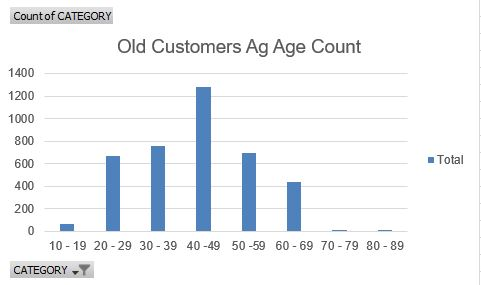 Count of CATEGORY
Old Customers Ag Age Count
1400
1200
1000
800
600
400
200
0
10 - 19 20 - 29 30 - 39 40 -49 50 -59 60 - 69 70 - 79 80 - 89
Total
CATEGORY